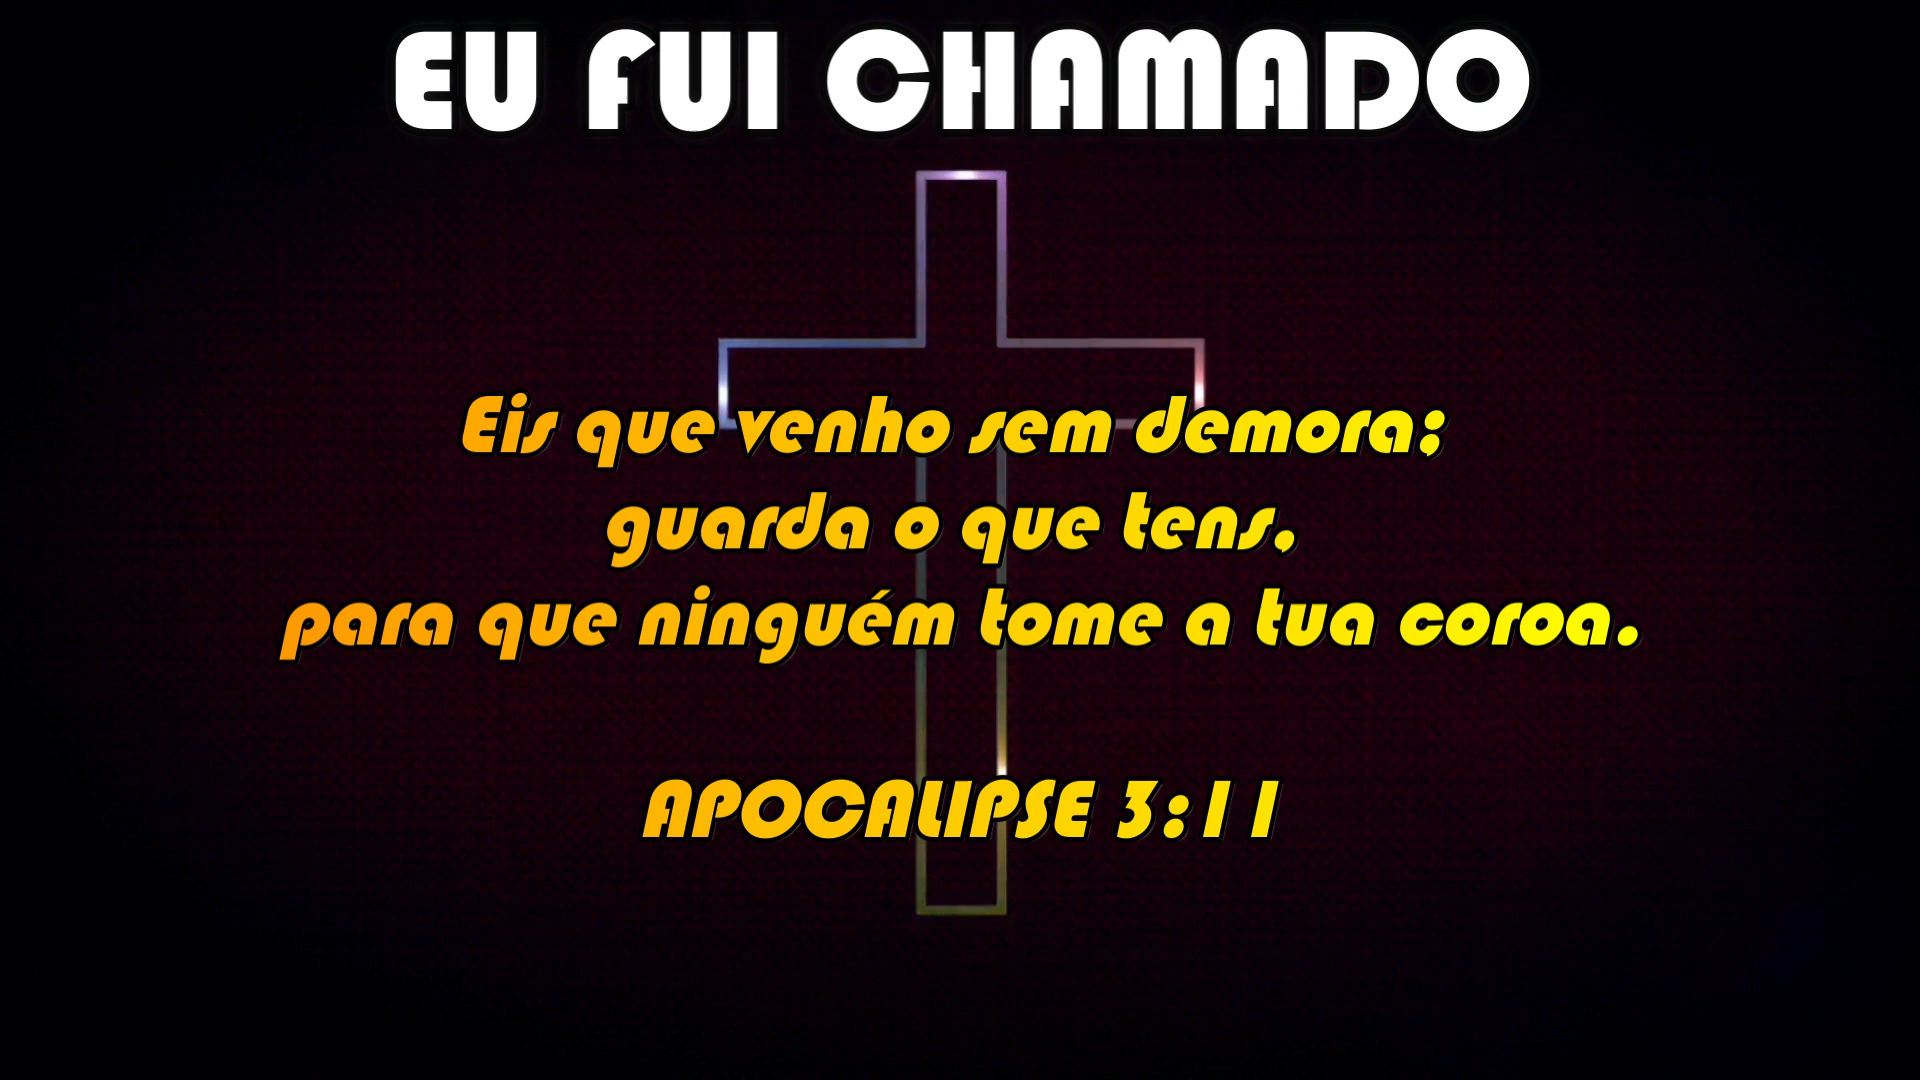 EU FUI CHAMADO
Eis que venho sem demora;
guarda o que tens,
para que ninguém tome a tua coroa.
APOCALIPSE 3:11